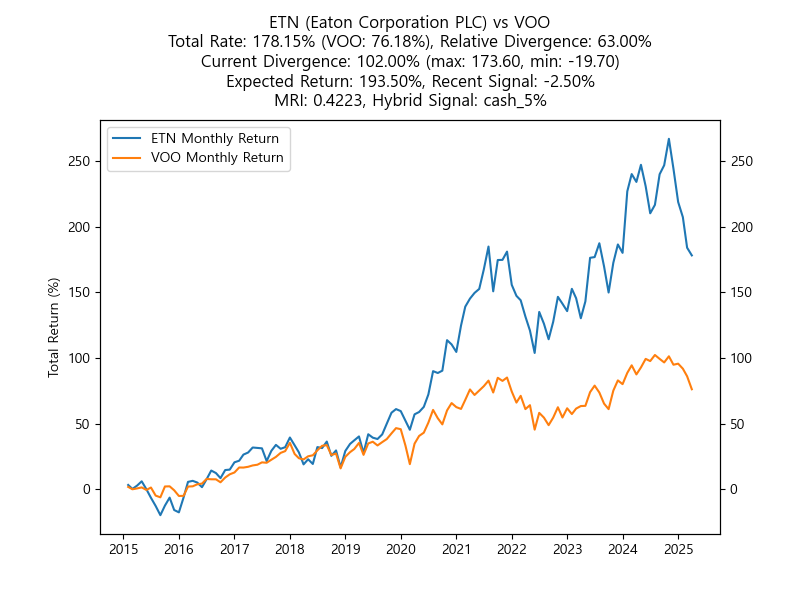 ETN (Eaton Corporation PLC) vs VOO
Total Rate: 178.15% (VOO: 76.18%), Relative Divergence: 63.00%
Current Divergence: 102.00% (max: 173.60, min: -19.70)
Expected Return: 193.50%, Recent Signal: -2.50%
MRI: 0.4223, Hybrid Signal: cash_5%
ETN Monthly Return
VOO Monthly Return
Total Return (%)
250
200
150
100
50
0
250
200
150
100
50
0
2015 2016 2017 2018 2019 2020 2021 2022 2023 2024 2025